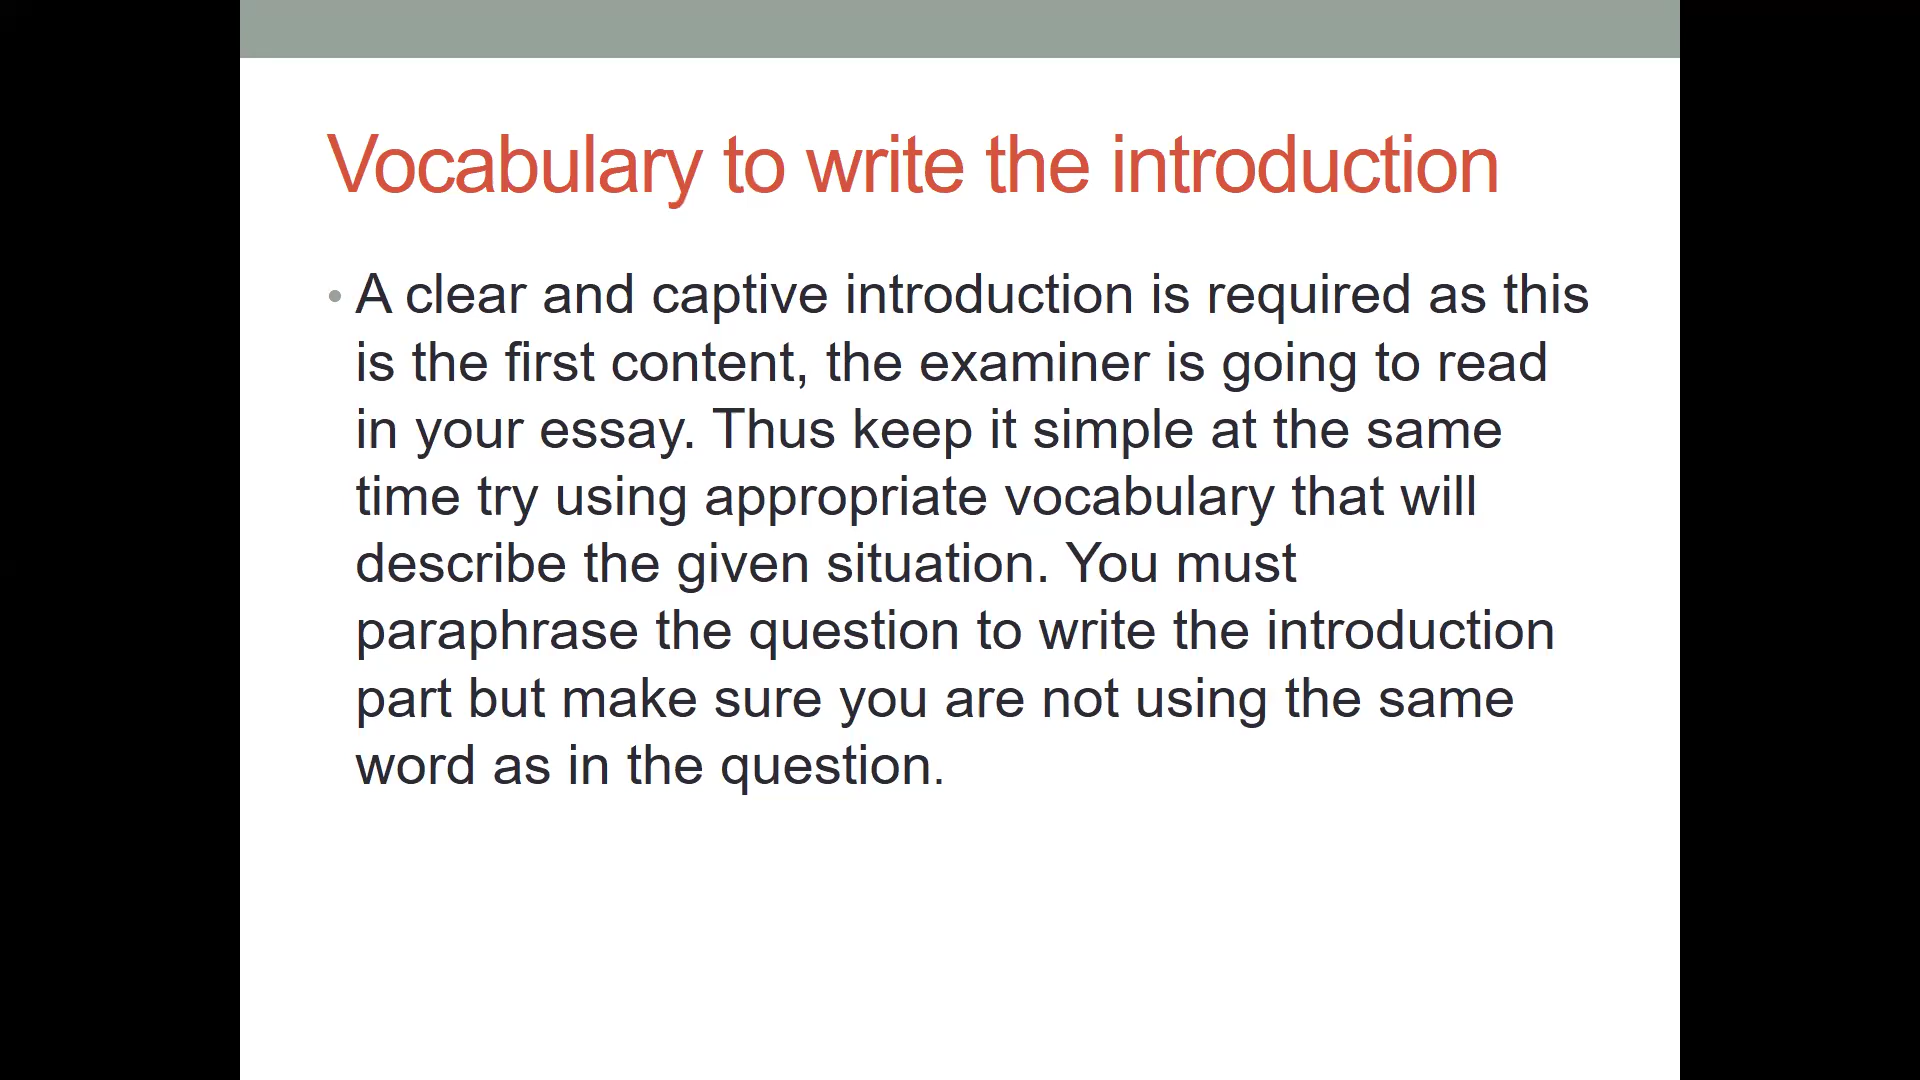 Vocabulary to write the introduction
• A clear and captive introduction is required as this
is the first content, the examiner is going to read
in your essay. Thus keep it simple at the same
time try using appropriate vocabulary that will
describe the given situation. You must
paraphrase the question to write the introduction
part but make sure you are not using the same
word as in the question.